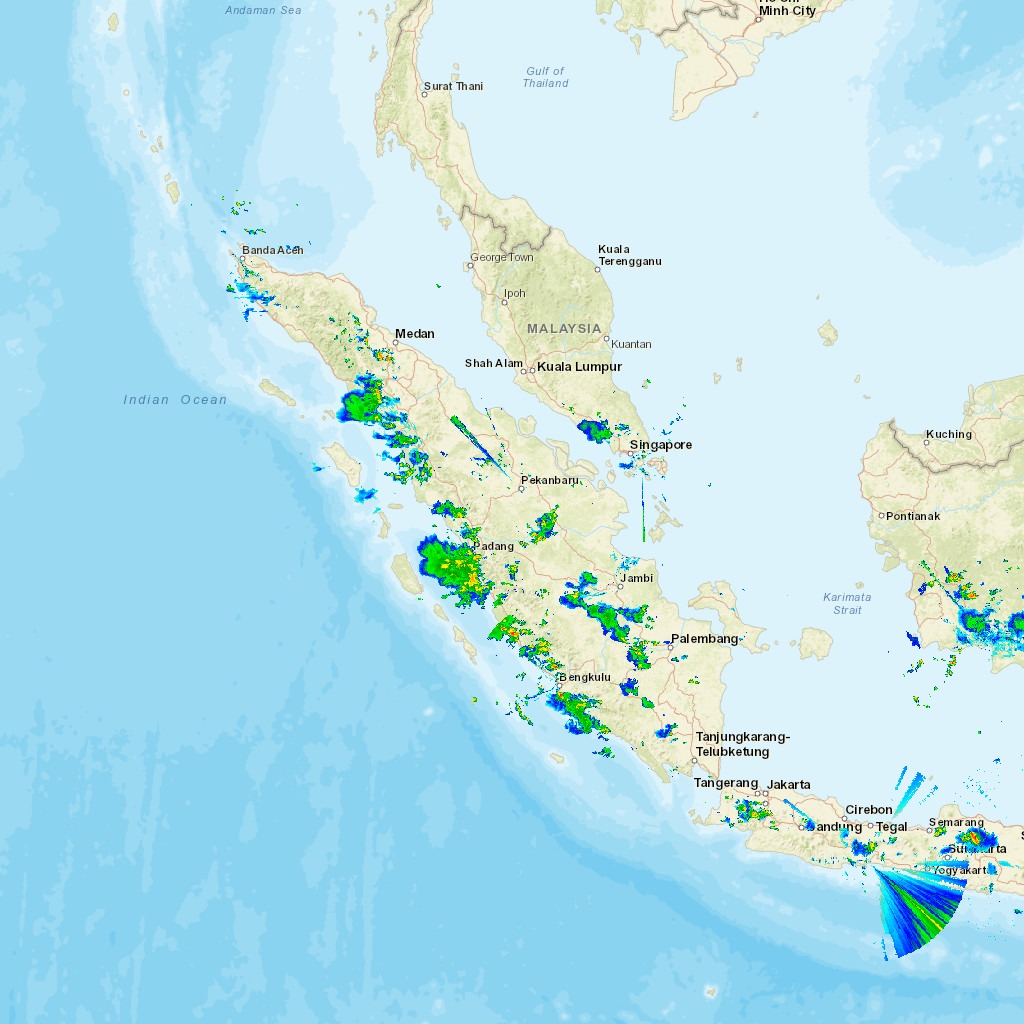 Andaman Sea
Minh City
Gulf of
Thailand
Surat Thani
Banda Aceh
George Town
Kuala
Terengganu
Ipoh
MALAYSIA
Medan
Kuantan
Shah Alam
Kuala Lumpur
Indian Ocean
Singapore
Kuching
Pekanbaru
Pontianak
Padang
Jambi
Karimata
Strait
Palembang
Bengkulu
Tanjungkarang-
Telubketung
Tangerang
Jakarta
Cirebon
Bandung
Tegal
Semarang
Yogyakarta